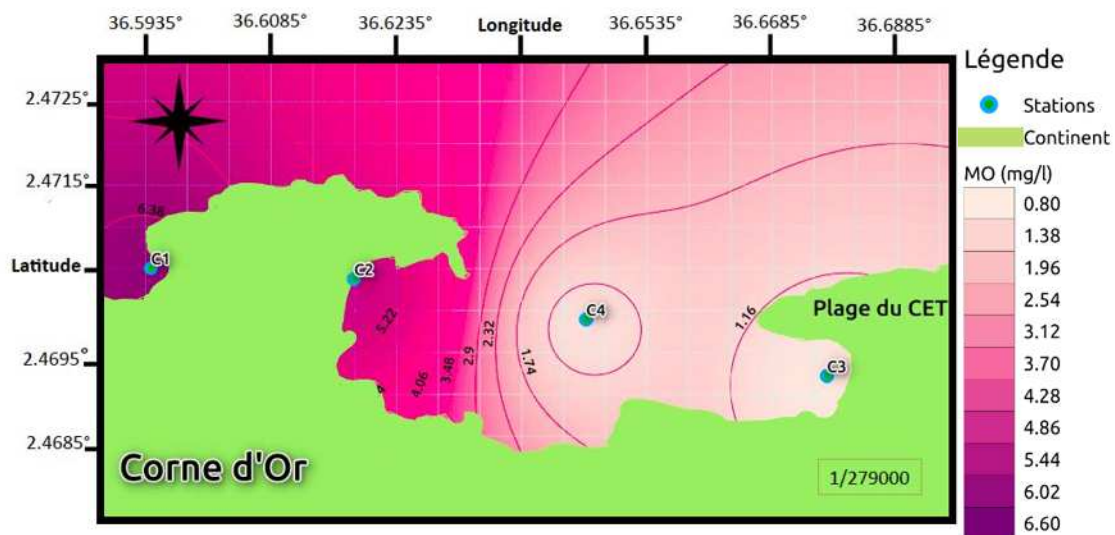 36.5935° 36.6085° 36.6235° Longitude 36.6535° 36.6685° 36.6885°
Légende
2.4725°
Stations
Continent
MO (mg/l)
2.4715°
0.80
6.38
1.38
C1
C2
Latitude
1.96
Plage du CET
2.54
C4
5.22
1.16
3.12
2.32
2.9
1.74
3.48
2.4695°
3.70
C3
4.06
4
4.28
4.86
2.4685°
5.44
Corne d'Or
1/279000
6.02
6.60